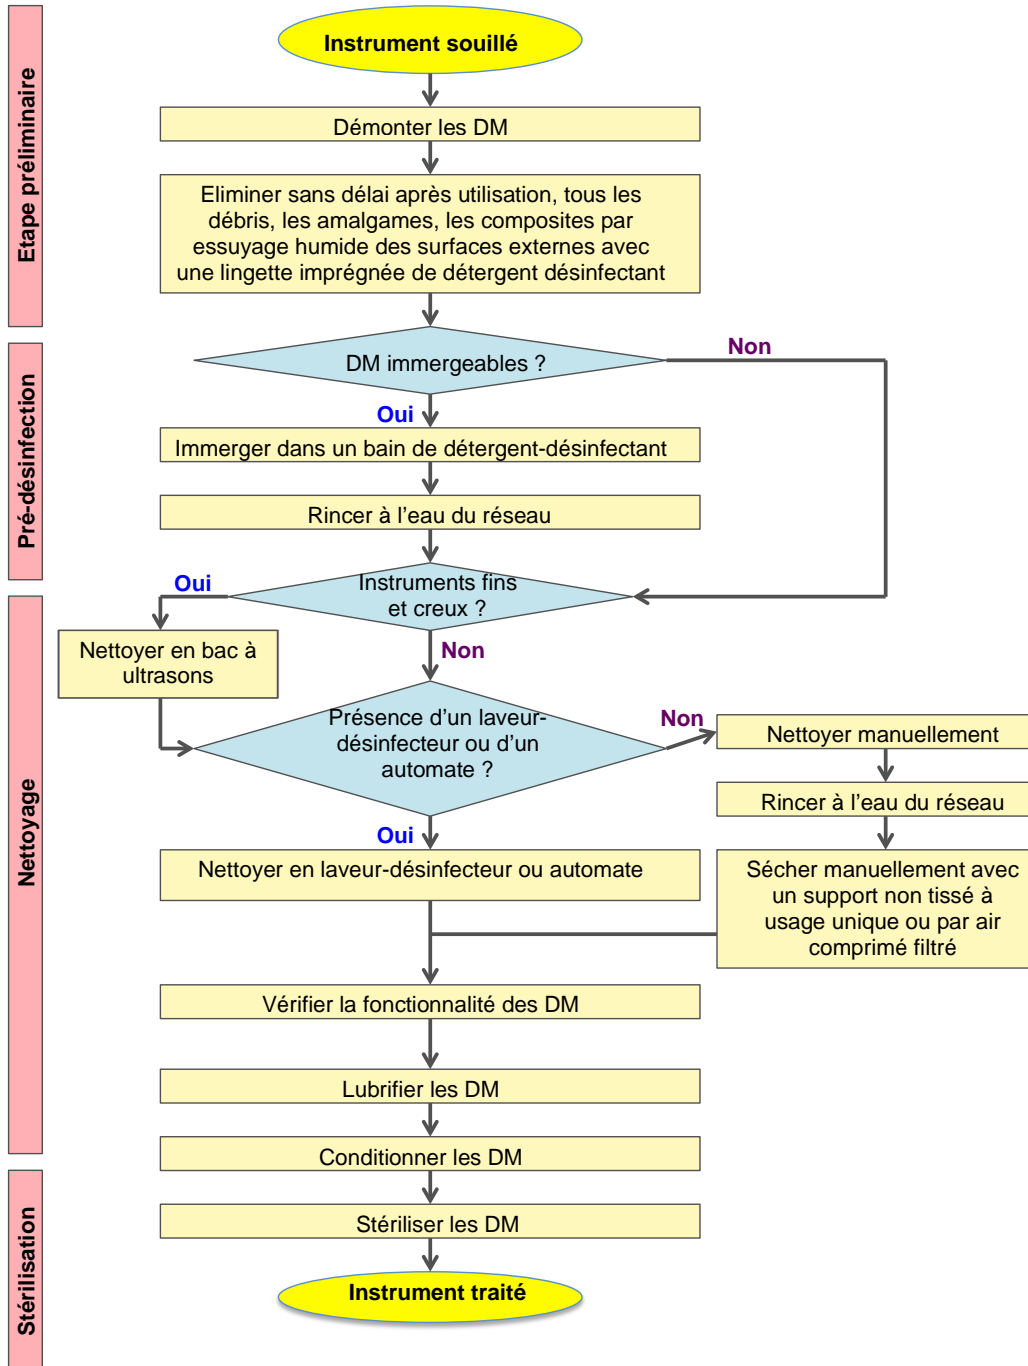 Etape préliminaire
Instrument souillé
Démonter les DM
Eliminer sans délai après utilisation, tous les
débris, les amalgames, les composites par
essuyage humide des surfaces externes avec
une lingette imprégnée de détergent désinfectant
Pré-désinfection
DM immergeables ?
Non
Oui
Immerger dans un bain de détergent-désinfectant
Rincer à l’eau du réseau
Nettoyage
Instruments fins
et creux ?
Oui
Nettoyer en bac à
ultrasons
Non
Présence d’un laveur-
désinfecteur ou d’un
automate ?
Non
Nettoyer manuellement
Rincer à l’eau du réseau
Sécher manuellement avec
un support non tissé à
usage unique ou par air
comprimé filtré
Oui
Nettoyer en laveur-désinfecteur ou automate
Vérifier la fonctionnalité des DM
Lubrifier les DM
Conditionner les DM
Stérilisation
Stériliser les DM
Instrument traité